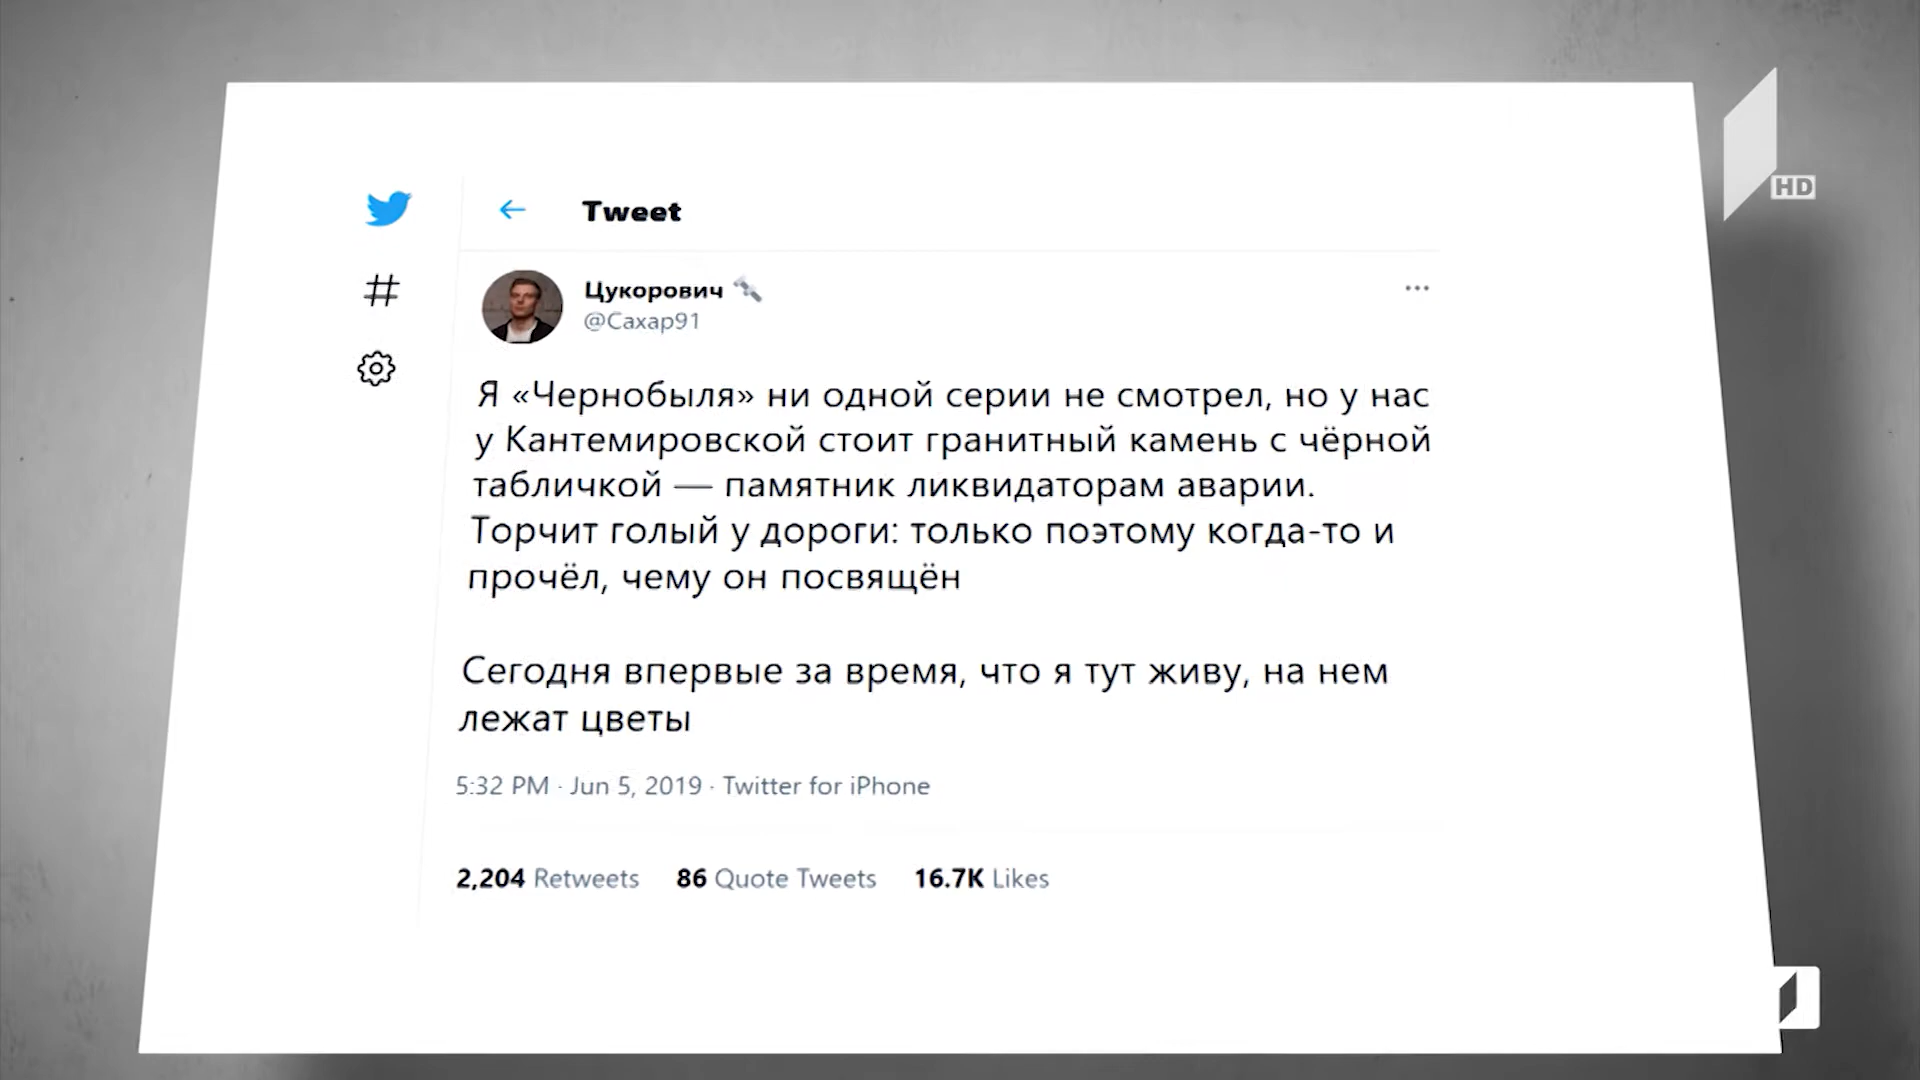 HD
Tweet
Цукорович
@Сахар91
Я «Чернобыля» ни одной серии не смотрел, но у нас
у Кантемировской стоит гранитный камень с чёрной
табличкой — памятник ликвидаторам аварии.
Торчит голый у дороги: только поэтому когда-то и
прочёл, чему он посвящён
Сегодня впервые за время, что я тут живу, на нем
лежат цветы
5:32 PM · Jun 5, 2019 · Twitter for iPhone
2,204 Retweets 86 Quote Tweets 16.7K Likes